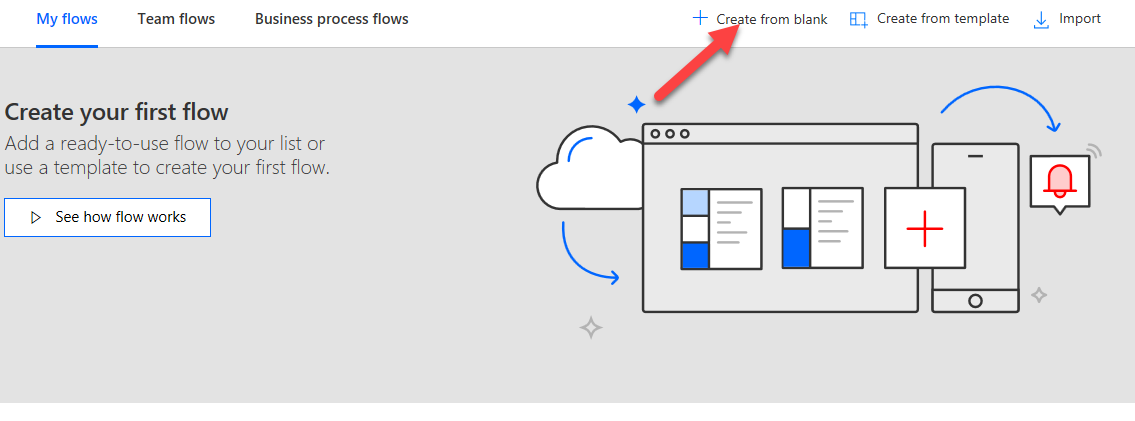 My flows
Team flows
Business process flows
Create from blank
Create from template
Import
Create your first flow
Add a ready-to-use flow to your list or
use a template to create your first flow.
See how flow works